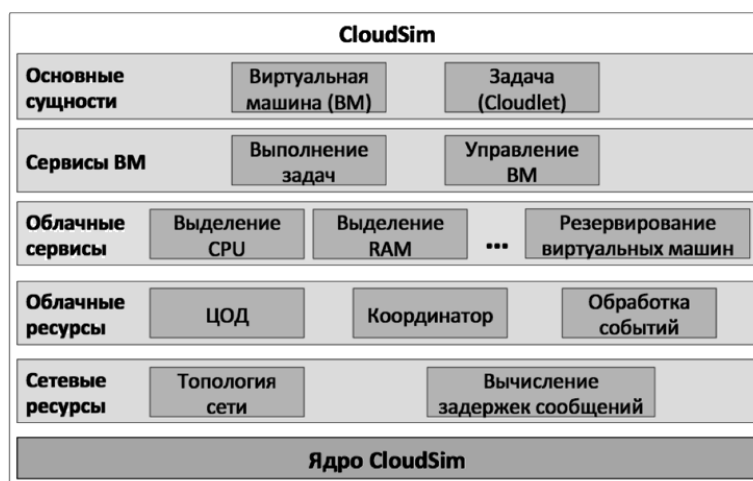 CloudSim
Основные
сущности
Виртуальная
машина (ВМ)
Задача
(Cloudlet)
Сервисы ВМ
Выполнение
задач
Управление
ВМ
Облачные
сервисы
Выделение
CPU
Выделение
RAM
...
Резервирование
виртуальных машин
Облачные
ресурсы
ЦОД
Координатор
Обработка
событий
Сетевые
ресурсы
Топология
сети
Вычисление
задержек сообщений
Ядро CloudSim